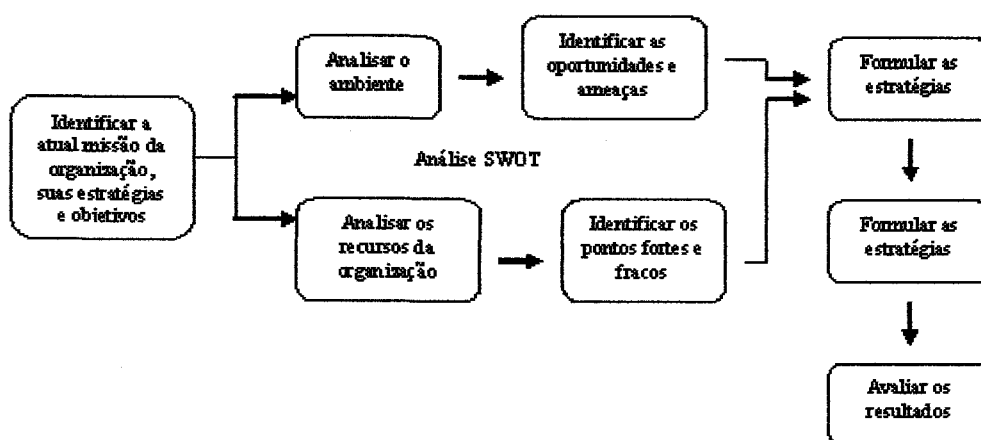 Identificar a
atual missão da
organização,
suas estratégias
e objetivos
Analisar o
ambiente
Identificar as
oportunidades e
ameaças
Análise SWOT
Analisar os
recursos da
organização
Identificar os
pontos fortes e
fracos
Formular as
estratégias
Formular as
estratégias
Avaliar os
resultados